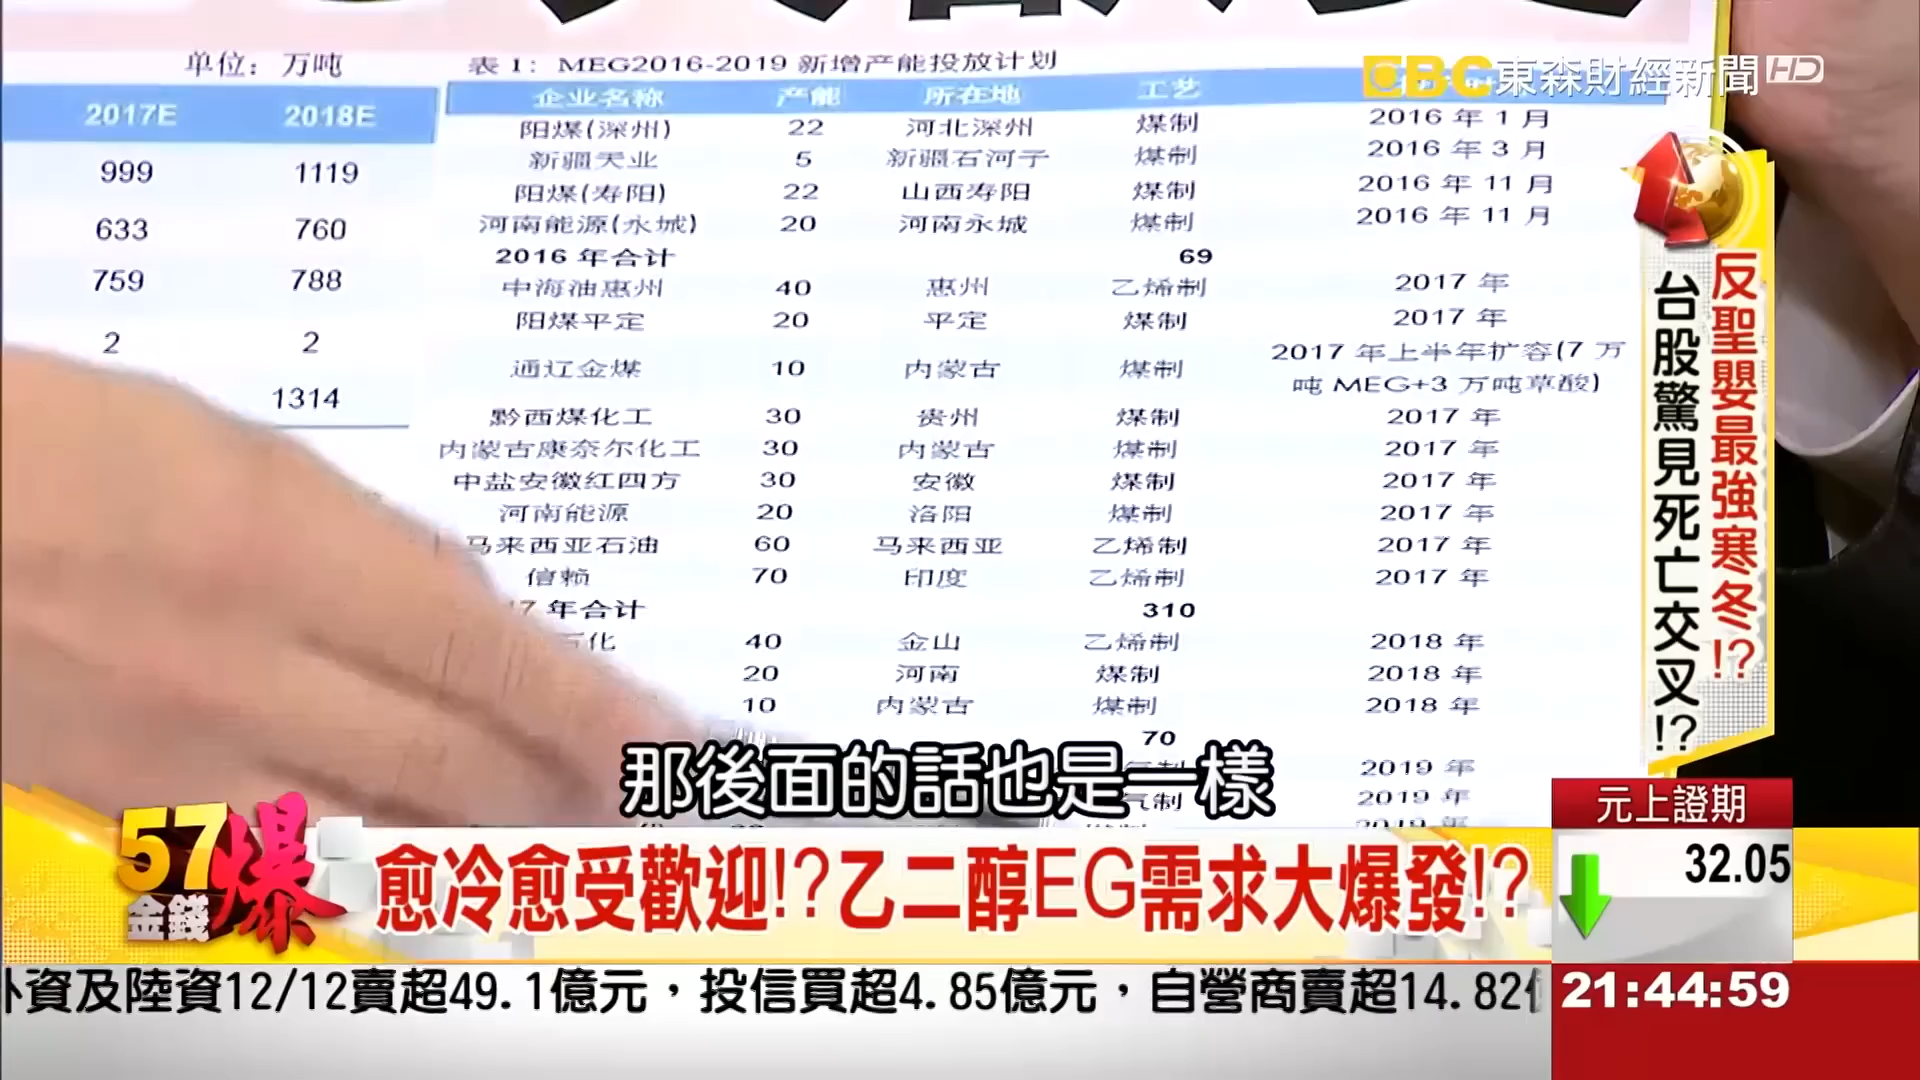 单位：万吨
2017E 2018E
999 1119
633 760
759 788
2 2
1314
表 1：MEG2016-2019 新增产能投放计划
企业名称 产能 所在地 工艺
阳煤(深州) 22 河北深州 煤制 2016 年 1 月
新疆天业 5 新疆石河子 煤制 2016 年 3 月
阳煤(寿阳) 22 山西寿阳 煤制 2016 年 11 月
河南能源(永城) 20 河南永城 煤制 2016 年 11 月
2016 年合计 69
中海油惠州 40 惠州 乙烯制 2017 年
阳煤平定 20 平定 煤制 2017 年
通辽金煤 10 内蒙古 煤制 2017 年上半年扩容(7 万
吨 MEG+3 万吨草酸)
黔西煤化工 30 贵州 煤制 2017 年
内蒙古康奈尔化工 30 内蒙古 煤制 2017 年
中盐安徽红四方 30 安徽 煤制 2017 年
河南能源 20 洛阳 煤制 2017 年
马来西亚石油 60 马来西亚 乙烯制 2017 年
信赖 70 印度 乙烯制 2017 年
17 年合计 310
石化 40 金山 乙烯制 2018 年
20 河南 煤制 2018 年
10 内蒙古 煤制 2018 年
70
2019 年
气制 2019 年
EBC東森財經新聞HD
反聖嬰最強寒冬!?
台股驚見死亡交叉!?
那後面的話也是一樣
57金錢爆
愈冷愈受歡迎!?乙二醇EG需求大爆發!?
元上證期
32.05
外資及陸資12/12賣超49.1億元，投信買超4.85億元，自營商賣超14.82億
21:44:59